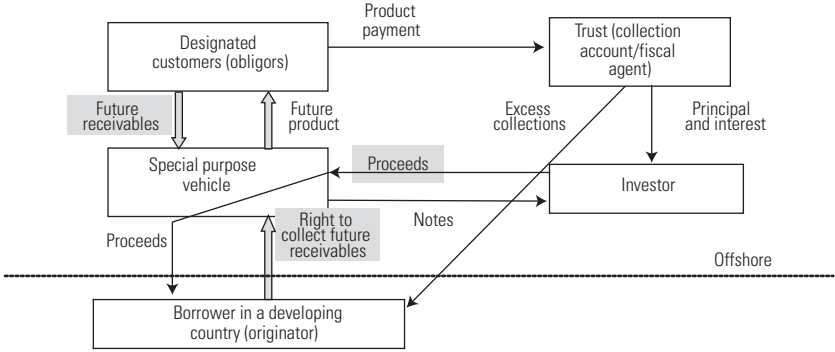 Product
payment
Designated
customers (obligors)
Trust (collection
account/fiscal
agent)
Future
receivables
Future
product
Excess
collections
Principal
and interest
Special purpose
vehicle
Proceeds
Investor
Right to
collect future
receivables
Notes
Proceeds
Offshore
Borrower in a developing
country (originator)